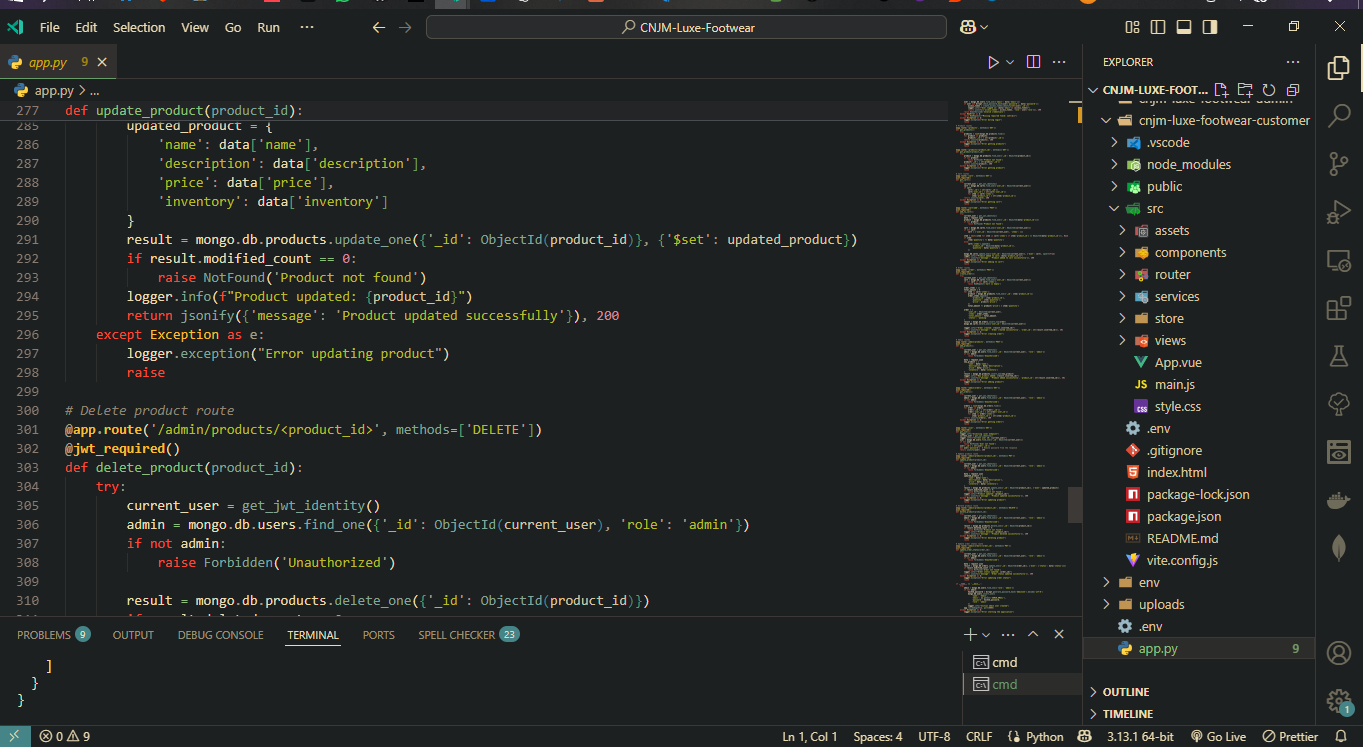 File Edit Selection View Go Run ··· CNJM-Luxe-Footwear
app.py 9
app.py > ...
277 def update_product(product_id):
285 updated_product = {
286 'name': data['name'],
287 'description': data['description'],
288 'price': data['price'],
289 'inventory': data['inventory']
290 }
291 result = mongo.db.products.update_one({'_id': ObjectId(product_id)}, {'$set': updated_product})
292 if result.modified_count == 0:
293 raise NotFound('Product not found')
294 logger.info(f"Product updated: {product_id}")
295 return jsonify({'message': 'Product updated successfully'}), 200
296 except Exception as e:
297 logger.exception("Error updating product")
298 raise
299
300 # Delete product route
301 @app.route('/admin/products/<product_id>', methods=['DELETE'])
302 @jwt_required()
303 def delete_product(product_id):
304 try:
305 current_user = get_jwt_identity()
306 admin = mongo.db.users.find_one({'_id': ObjectId(current_user), 'role': 'admin'})
307 if not admin:
308 raise Forbidden('Unauthorized')
309
310 result = mongo.db.products.delete_one({'_id': ObjectId(product_id)})
PROBLEMS 9 OUTPUT DEBUG CONSOLE TERMINAL PORTS SPELL CHECKER 23
]
}
}
cmd
cmd
EXPLORER
CNJM-LUXE-FOOT...
cnjm-luxe-footwear-admin
cnjm-luxe-footwear-customer
.vscode
node_modules
public
src
assets
components
router
services
store
views
App.vue
JS main.js
CSS style.css
.env
.gitignore
index.html
package-lock.json
package.json
README.md
vite.config.js
env
uploads
.env
app.py 9
OUTLINE
TIMELINE
1
0 9 Ln 1, Col 1 Spaces: 4 UTF-8 CRLF Python 3.13.1 64-bit Go Live Prettier